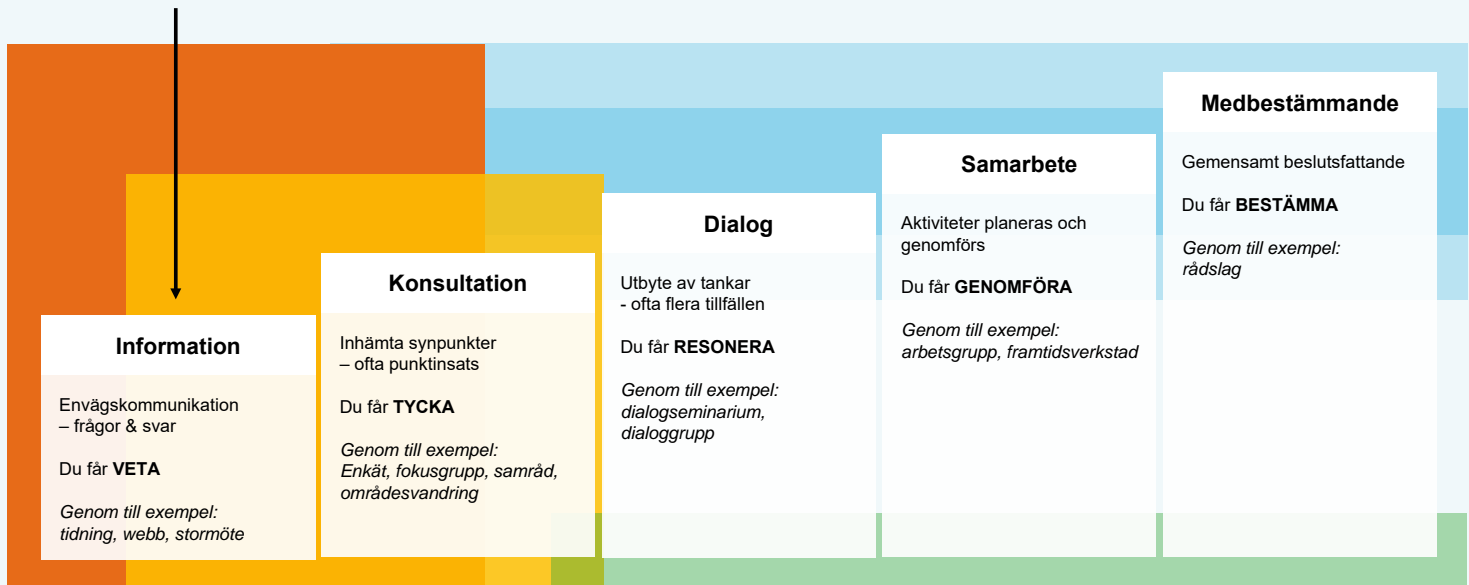 Information
Envägskommunikation
– frågor & svar
Du får VETA
Genom till exempel:
tidning, webb, stormöte
Konsultation
Inhämta synpunkter
– ofta punktinsats
Du får TYCKA
Genom till exempel:
Enkät, fokusgrupp, samråd,
områdesvandring
Dialog
Utbyte av tankar
- ofta flera tillfällen
Du får RESONERA
Genom till exempel:
dialogseminarium,
dialoggrupp
Samarbete
Aktiviteter planeras och
genomförs
Du får GENOMFÖRA
Genom till exempel:
arbetsgrupp, framtidsverkstad
Medbestämmande
Gemensamt beslutsfattande
Du får BESTÄMMA
Genom till exempel:
rådslag